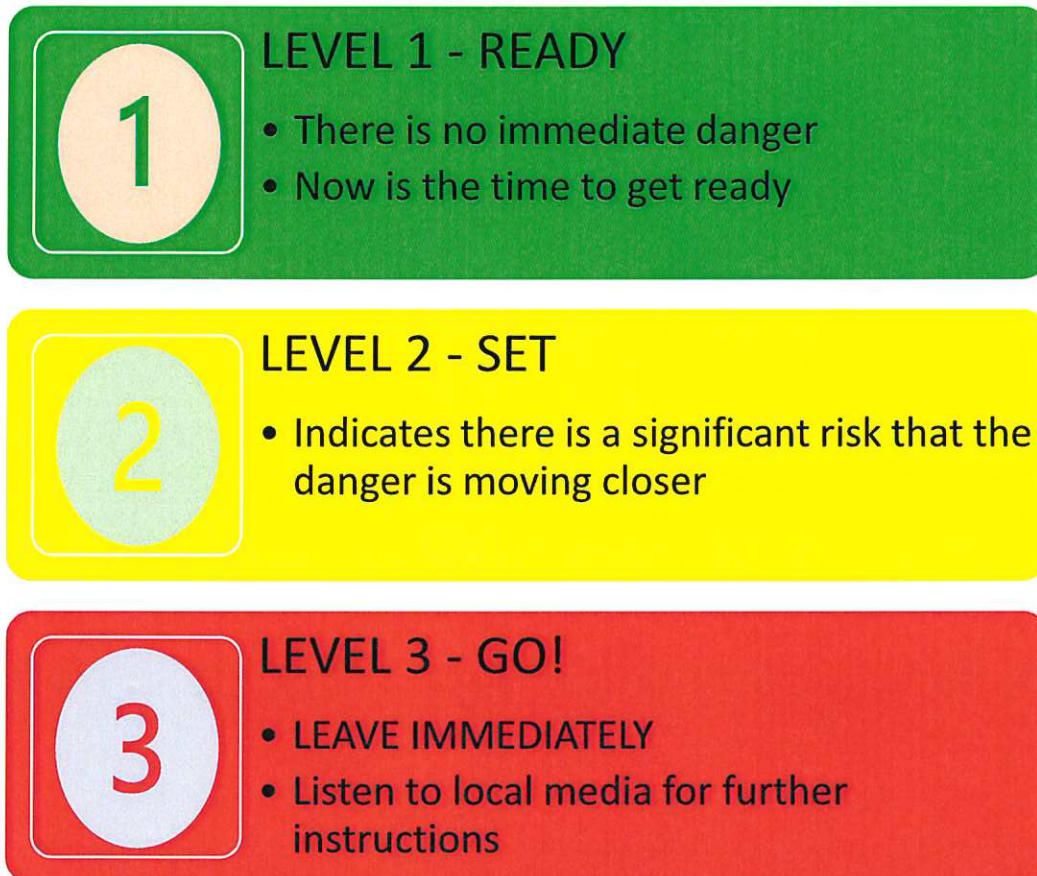 1
LEVEL 1 - READY
• There is no immediate danger
• Now is the time to get ready
2
LEVEL 2 - SET
• Indicates there is a significant risk that the
danger is moving closer
3
LEVEL 3 - GO!
• LEAVE IMMEDIATELY
• Listen to local media for further
instructions